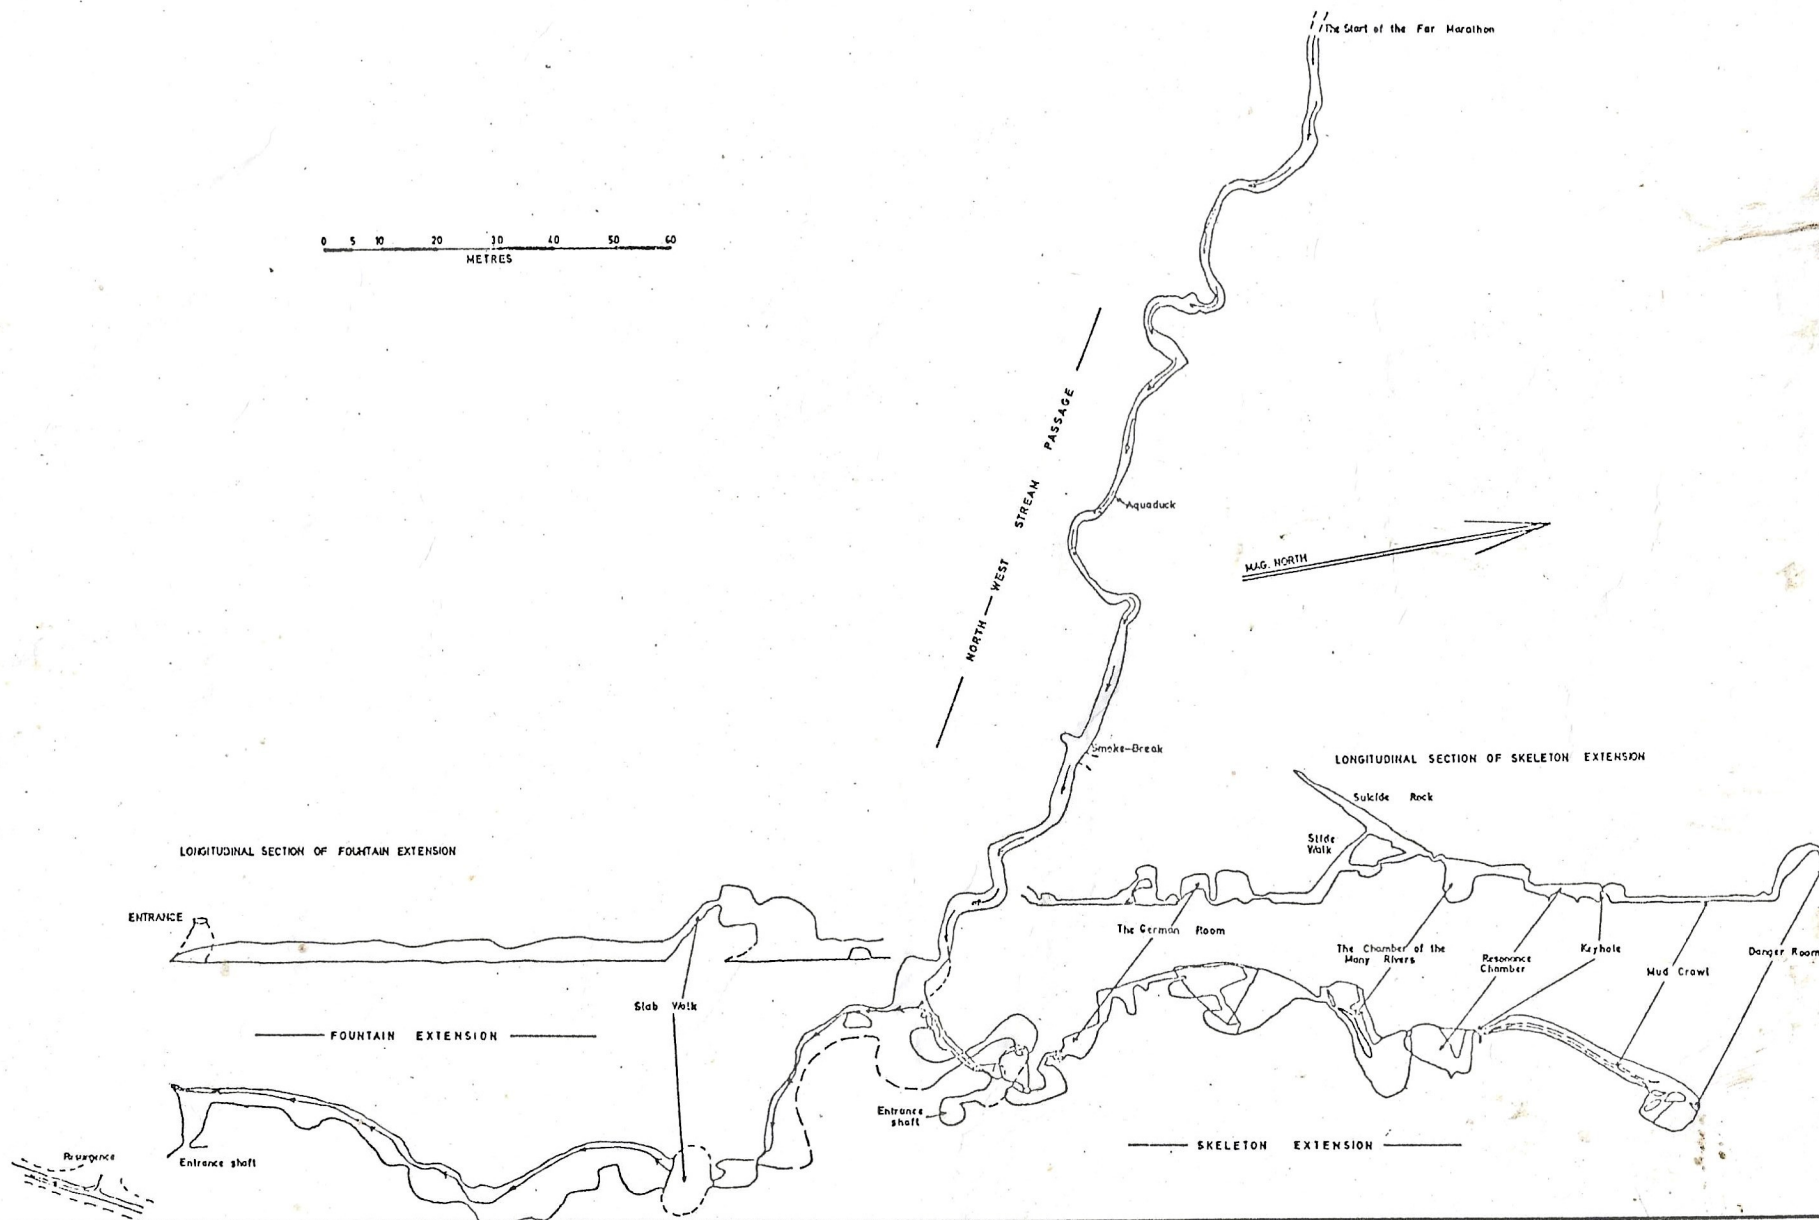 The Start of the Far Marathon
0 5 10 20 30 40 50 60
METRES
NORTH — WEST STREAM PASSAGE
Aquaduck
MAG. NORTH
Smoke-Break
LONGITUDINAL SECTION OF SKELETON EXTENSION
Suicide Rock
Slide
Walk
LONGITUDINAL SECTION OF FOUNTAIN EXTENSION
ENTRANCE
The German Room
The Chamber of the
Many Rivers
Resonance
Chamber
Keyhole
Mud Crawl
Danger Room
Slab Walk
FOUNTAIN EXTENSION
Entrance
shaft
SKELETON EXTENSION
Resurgence
Entrance shaft